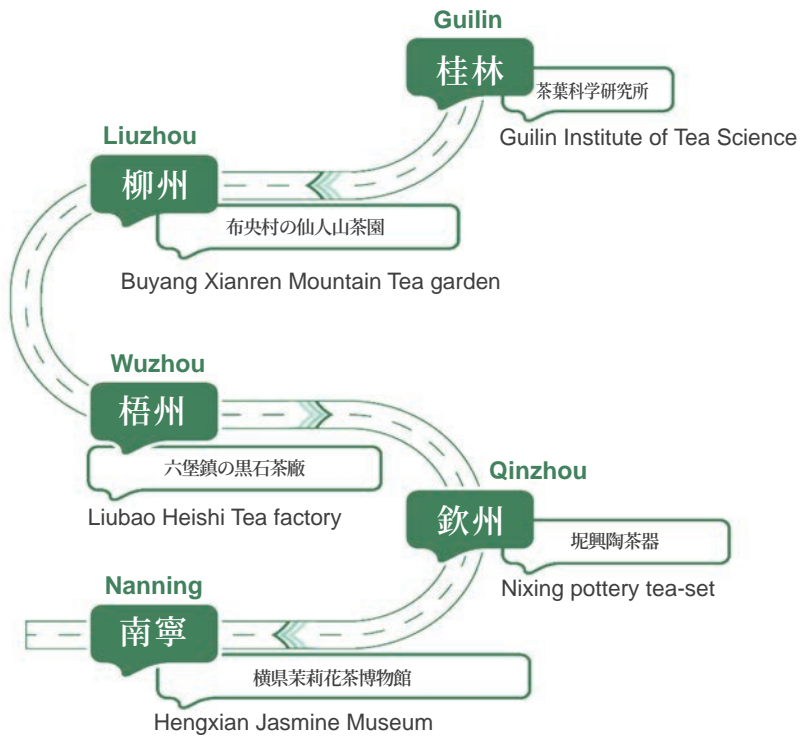 Guilin
桂林
茶葉科学研究所
Guilin Institute of Tea Science
Liuzhou
柳州
布央村の仙人山茶園
Buyang Xianren Mountain Tea garden
Wuzhou
梧州
六堡鎮の黒石茶廠
Liubao Heishi Tea factory
Qinzhou
欽州
坭興陶茶器
Nixing pottery tea-set
Nanning
南寧
横県茉莉花茶博物館
Hengxian Jasmine Museum